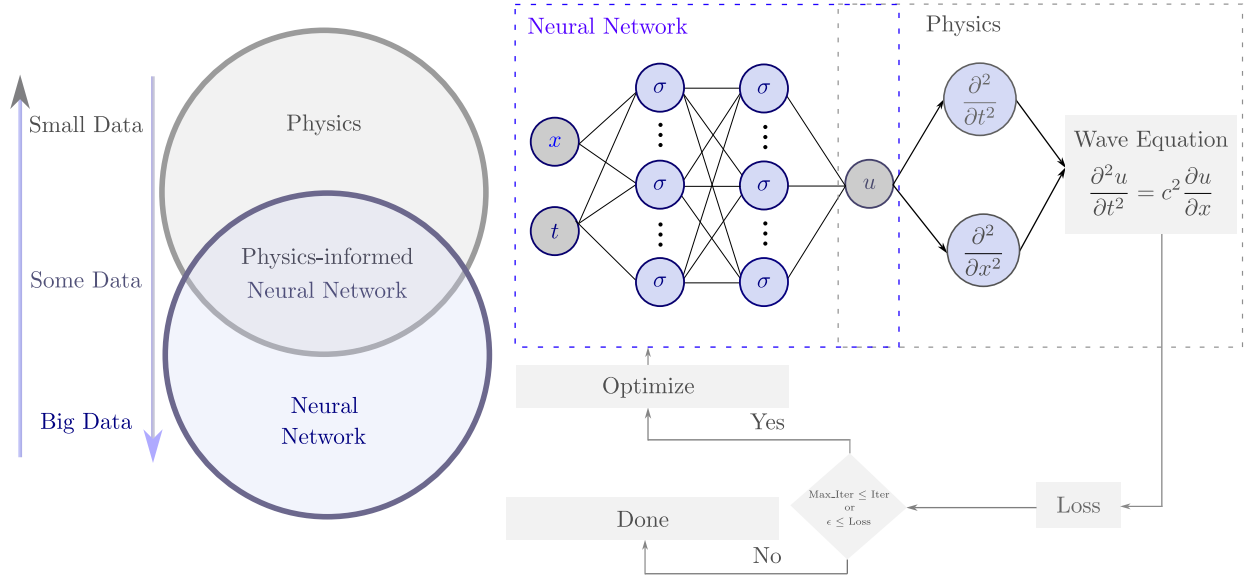 Small Data
Some Data
Big Data
Physics
Physics-informed
Neural Network
Neural
Network
Neural Network
Physics
x
t
σ
σ
σ
σ
σ
σ
u
∂²
∂t²
∂²
∂x²
Wave Equation
∂²u/∂t² = c² ∂u/∂x
Optimize
Yes
Max_Iter ≤ Iter
or
ϵ ≤ Loss
Loss
Done
No